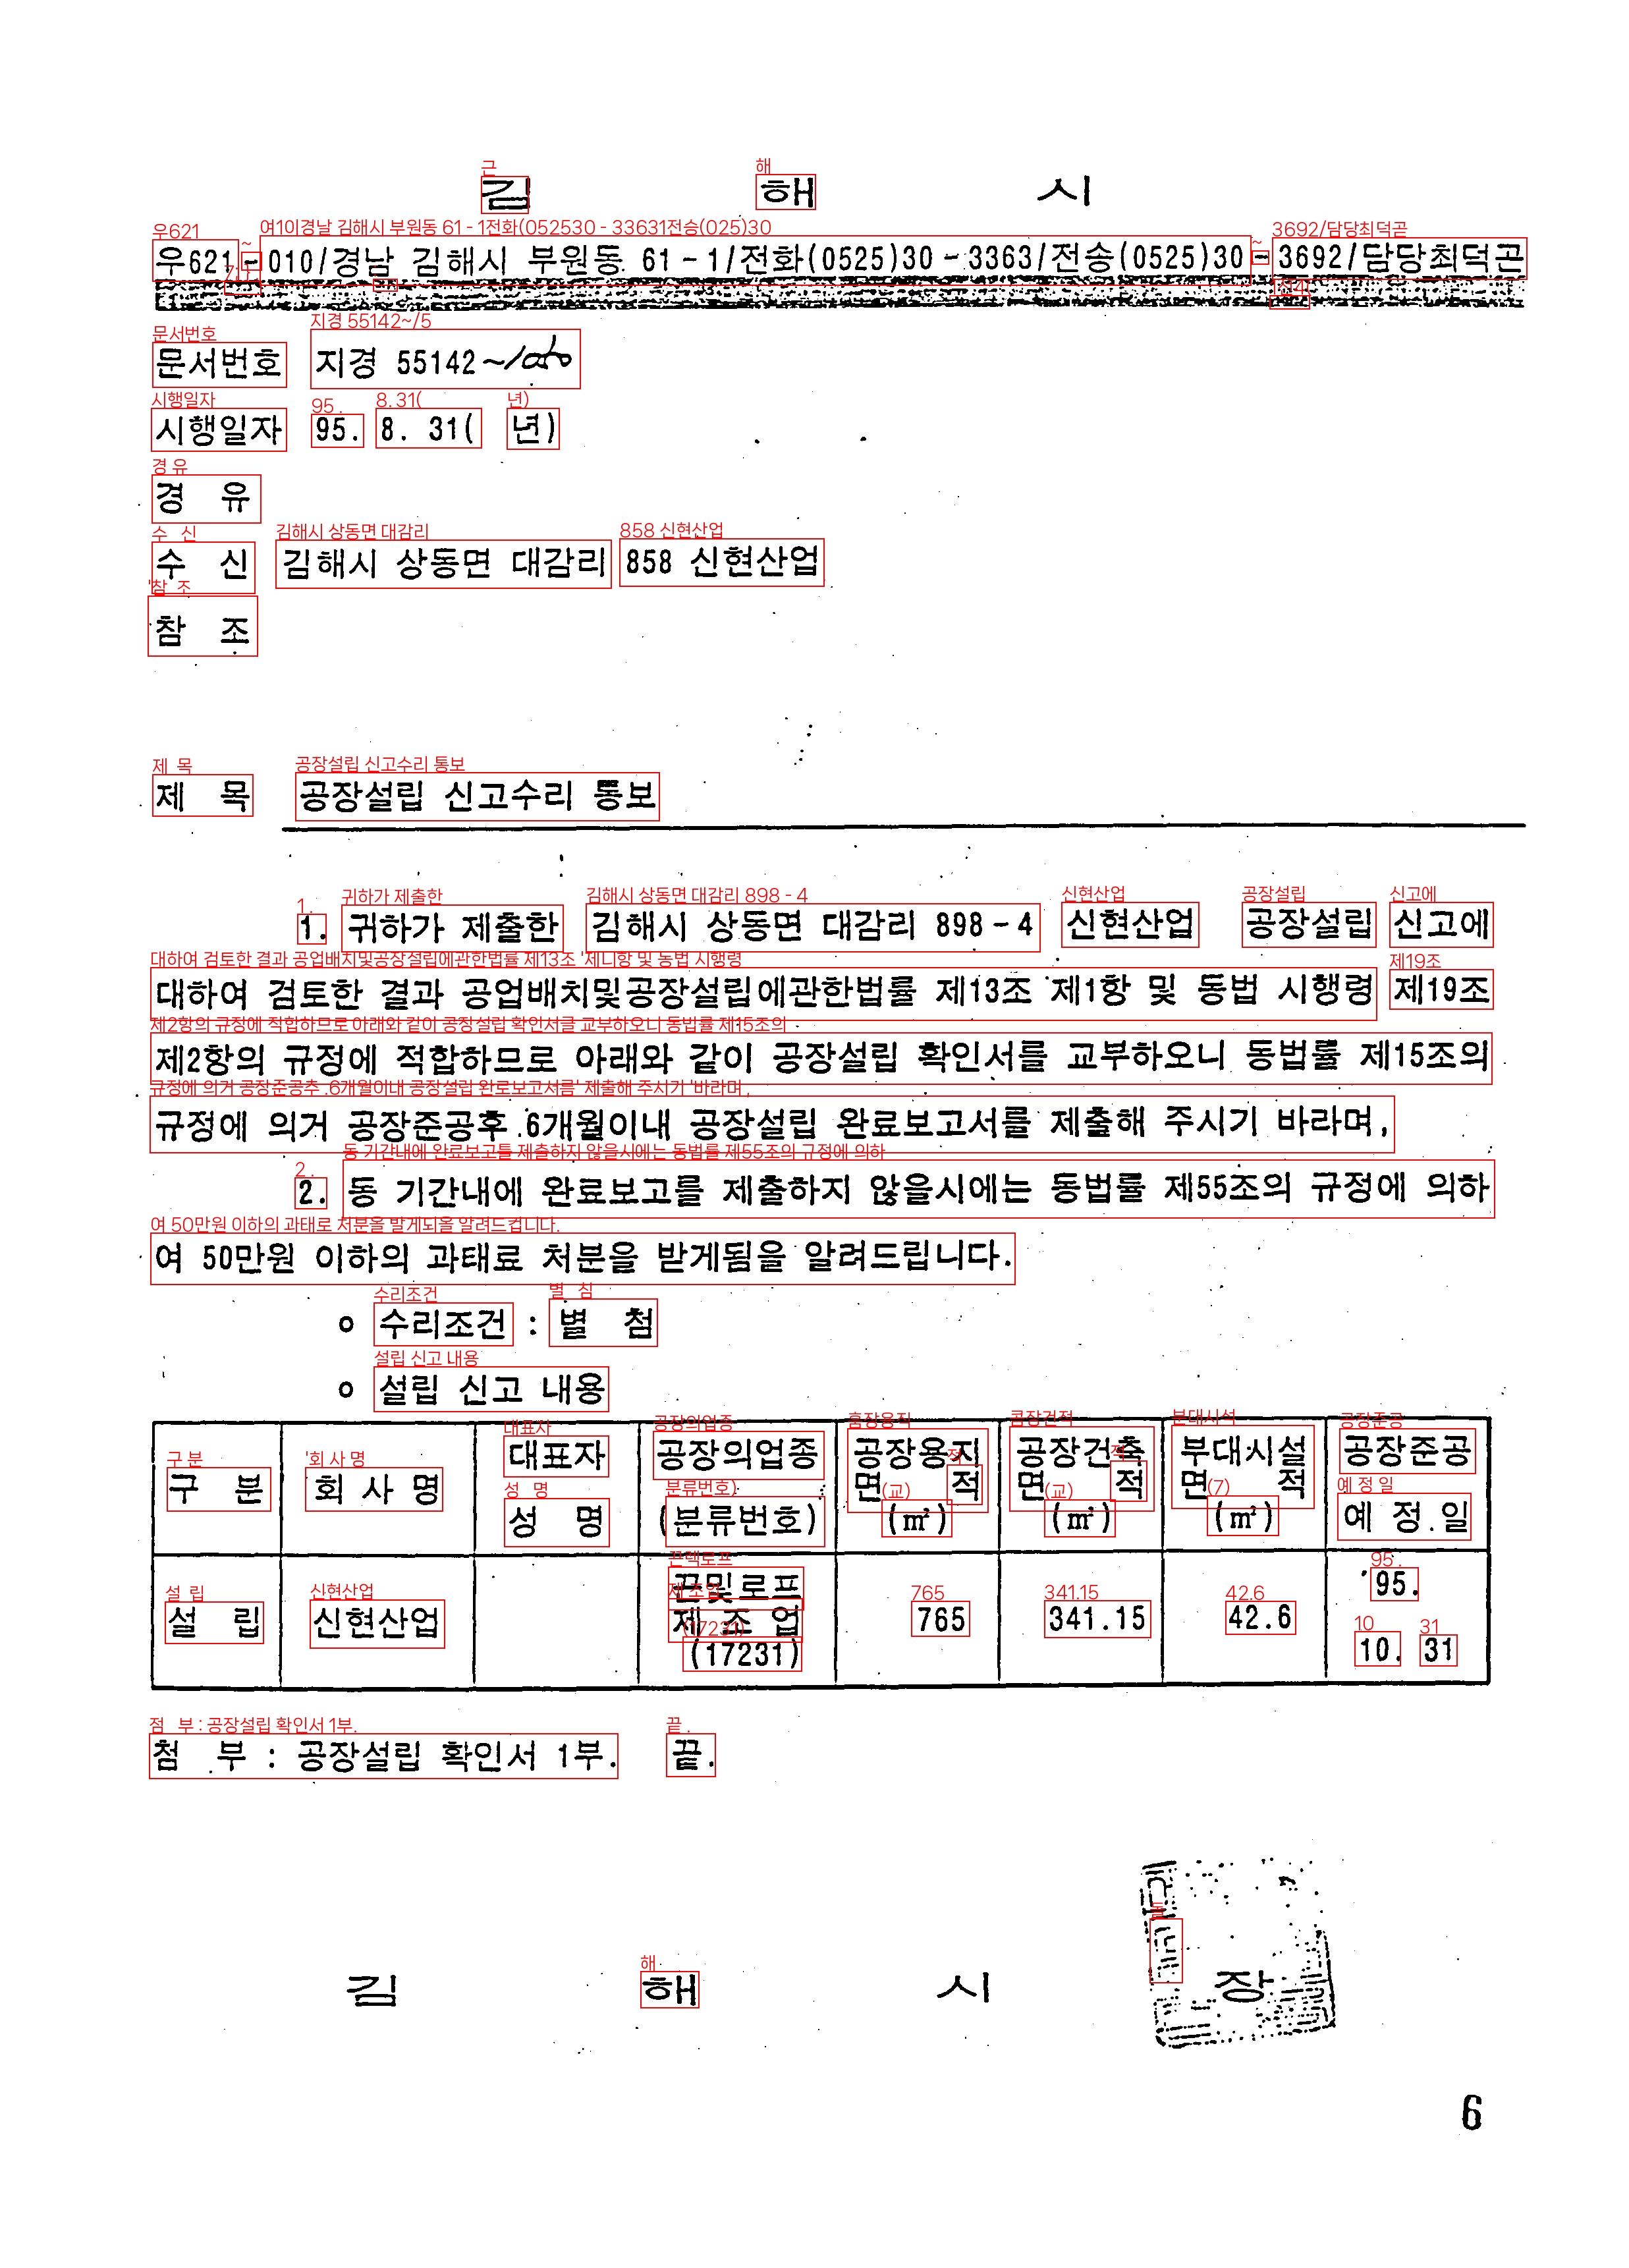 김 해 시
우621-010/경남 김해시 부원동 61-1/전화(0525)30-3363/전송(0525)30-3692/담당최덕곤
문서번호 지경 55142~
시행일자 95. 8. 31( 년)
경 유
수 신 김해시 상동면 대감리 858 신현산업
참 조
제 목 공장설립 신고수리 통보
1. 귀하가 제출한 김해시 상동면 대감리 898-4 신현산업 공장설립 신고에
대하여 검토한 결과 공업배치및공장설립에관한법률 제13조 제1항 및 동법 시행령 제19조
제2항의 규정에 적합하므로 아래와 같이 공장설립 확인서를 교부하오니 동법률 제15조의
규정에 의거 공장준공후 6개월이내 공장설립 완료보고서를 제출해 주시기 바라며,
2. 동 기간내에 완료보고를 제출하지 않을시에는 동법률 제55조의 규정에 의하
여 50만원 이하의 과태료 처분을 받게됨을 알려드립니다.
o 수리조건 : 별 첨
o 설립 신고 내용
구 분 회 사 명 대표자 성 명 공장의업종 (분류번호) 공장용지 면 적 (㎡) 공장건축 면 적 (㎡) 부대시설 면 적 (㎡) 공장준공 예 정 일
설 립 신현산업 끈및로프 제 조 업 (17231) 765 341.15 42.6 '95. 10. 31
첨 부 : 공장설립 확인서 1부. 끝.
김 해 시 장
6